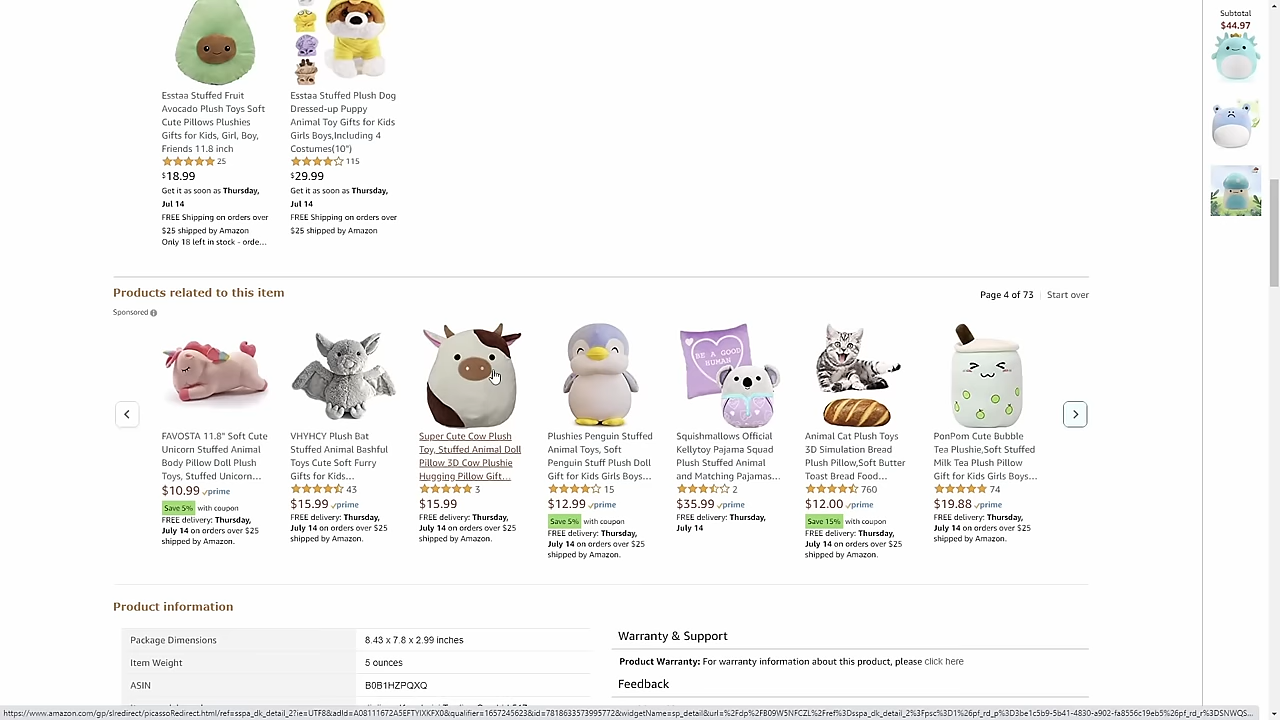 Subtotal
$44.97
Esstaa Stuffed Fruit
Avocado Plush Toys Soft
Cute Pillows Plushies
Gifts for Kids, Girl, Boy,
Friends 11.8 inch
25
$18.99
Get it as soon as Thursday,
Jul 14
FREE Shipping on orders over
$25 shipped by Amazon
Only 18 left in stock - orde...
Esstaa Stuffed Plush Dog
Dressed-up Puppy
Animal Toy Gifts for Kids
Girls Boys,Including 4
Costumes(10")
115
$29.99
Get it as soon as Thursday,
Jul 14
FREE Shipping on orders over
$25 shipped by Amazon
Products related to this item
Page 4 of 73 | Start over
Sponsored
BE A GOOD
HUMAN
FAVOSTA 11.8" Soft Cute
Unicorn Stuffed Animal
Body Pillow Doll Plush
Toys, Stuffed Unicorn...
$10.99 prime
Save 5% with coupon
FREE delivery: Thursday,
July 14 on orders over $25
shipped by Amazon.
VHYHCY Plush Bat
Stuffed Animal Bashful
Toys Cute Soft Furry
Gifts for Kids...
43
$15.99 prime
FREE delivery: Thursday,
July 14 on orders over $25
shipped by Amazon.
Super Cute Cow Plush
Toy, Stuffed Animal Doll
Pillow 3D Cow Plushie
Hugging Pillow Gift...
3
$15.99
FREE delivery: Thursday,
July 14 on orders over $25
shipped by Amazon.
Plushies Penguin Stuffed
Animal Toys, Soft
Penguin Stuff Plush Doll
Gift for Kids Girls Boys...
15
$12.99 prime
Save 5% with coupon
FREE delivery: Thursday,
July 14 on orders over $25
shipped by Amazon.
Squishmallows Official
Kellytoy Pajama Squad
Plush Stuffed Animal
and Matching Pajamas...
2
$35.99 prime
FREE delivery: Thursday,
July 14
Animal Cat Plush Toys
3D Simulation Bread
Plush Pillow,Soft Butter
Toast Bread Food...
760
$12.00 prime
Save 15% with coupon
FREE delivery: Thursday,
July 14 on orders over $25
shipped by Amazon.
PonPom Cute Bubble
Tea Plushie,Soft Stuffed
Milk Tea Plush Pillow
Gift for Kids Girls Boys...
74
$19.88 prime
FREE delivery: Thursday,
July 14 on orders over $25
shipped by Amazon.
Product information
Package Dimensions 8.43 x 7.8 x 2.99 inches
Item Weight 5 ounces
ASIN B0B1HZPQXQ
Warranty & Support
Product Warranty: For warranty information about this product, please click here
Feedback